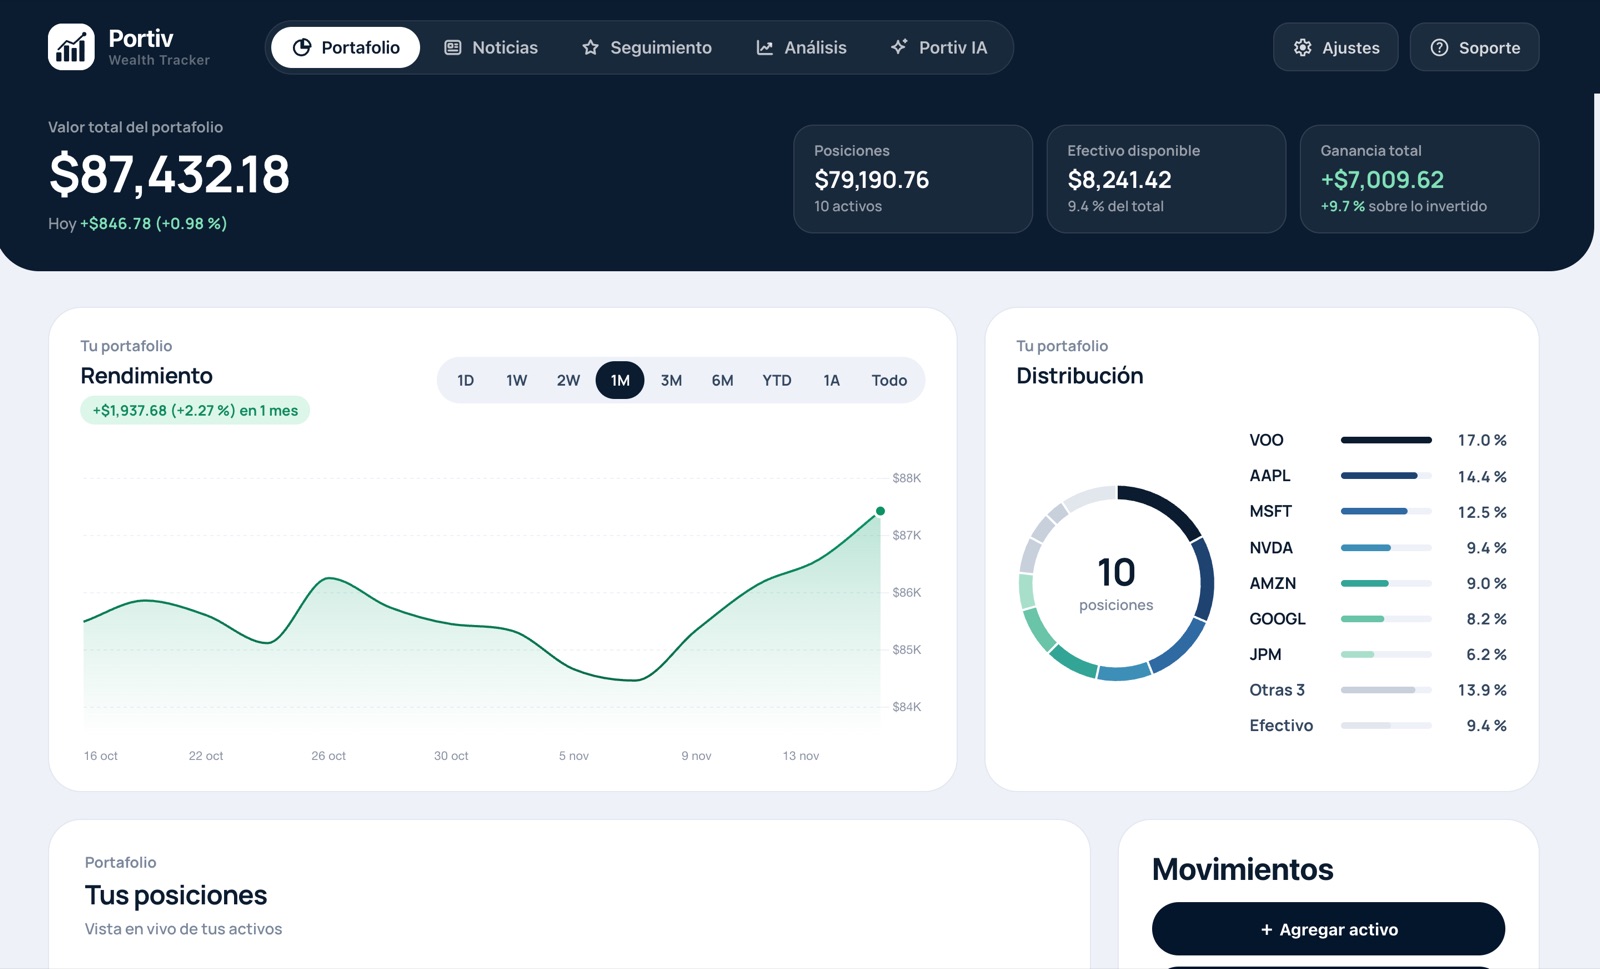 Portiv
Wealth Tracker
Portafolio
Noticias
Seguimiento
Análisis
Portiv IA
Ajustes
Soporte
Valor total del portafolio
$87,432.18
Hoy +$846.78 (+0.98 %)
Posiciones
$79,190.76
10 activos
Efectivo disponible
$8,241.42
9.4 % del total
Ganancia total
+$7,009.62
+9.7 % sobre lo invertido
Tu portafolio
Rendimiento
+$1,937.68 (+2.27 %) en 1 mes
1D 1W 2W 1M 3M 6M YTD 1A Todo
$88K
$87K
$86K
$85K
$84K
16 oct 22 oct 26 oct 30 oct 5 nov 9 nov 13 nov
Tu portafolio
Distribución
10
posiciones
VOO 17.0 %
AAPL 14.4 %
MSFT 12.5 %
NVDA 9.4 %
AMZN 9.0 %
GOOGL 8.2 %
JPM 6.2 %
Otras 3 13.9 %
Efectivo 9.4 %
Portafolio
Tus posiciones
Vista en vivo de tus activos
Movimientos
+ Agregar activo